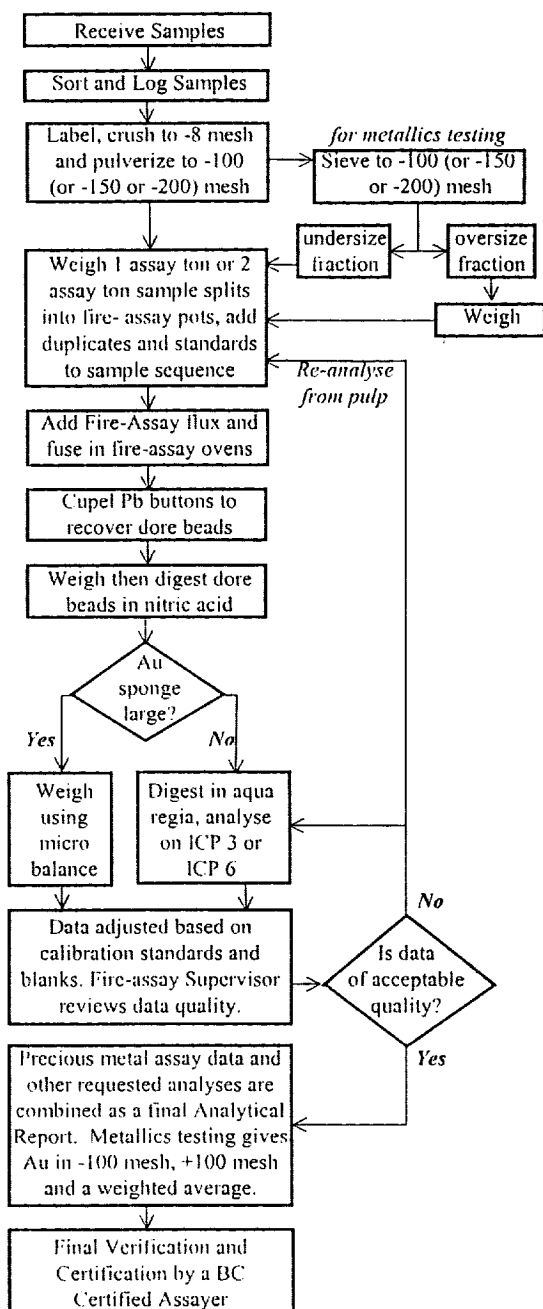 Receive Samples
Sort and Log Samples
Label, crush to -8 mesh
and pulverize to -100
(or -150 or -200) mesh
for metallics testing
Sieve to -100 (or -150
or -200) mesh
undersize
fraction
oversize
fraction
Weigh
Weigh 1 assay ton or 2
assay ton sample splits
into fire- assay pots, add
duplicates and standards
to sample sequence
Re-analyse
from pulp
Add Fire-Assay flux and
fuse in fire-assay ovens
Cupel Pb buttons to
recover dore beads
Weigh then digest dore
beads in nitric acid
Au
sponge
large?
Yes
No
Weigh
using
micro
balance
Digest in aqua
regia, analyse
on ICP 3 or
ICP 6
Data adjusted based on
calibration standards and
blanks. Fire-assay Supervisor
reviews data quality.
No
Is data
of acceptable
quality?
Yes
Precious metal assay data and
other requested analyses are
combined as a final Analytical
Report. Metallics testing gives
Au in -100 mesh, +100 mesh
and a weighted average.
Final Verification and
Certification by a BC
Certified Assayer